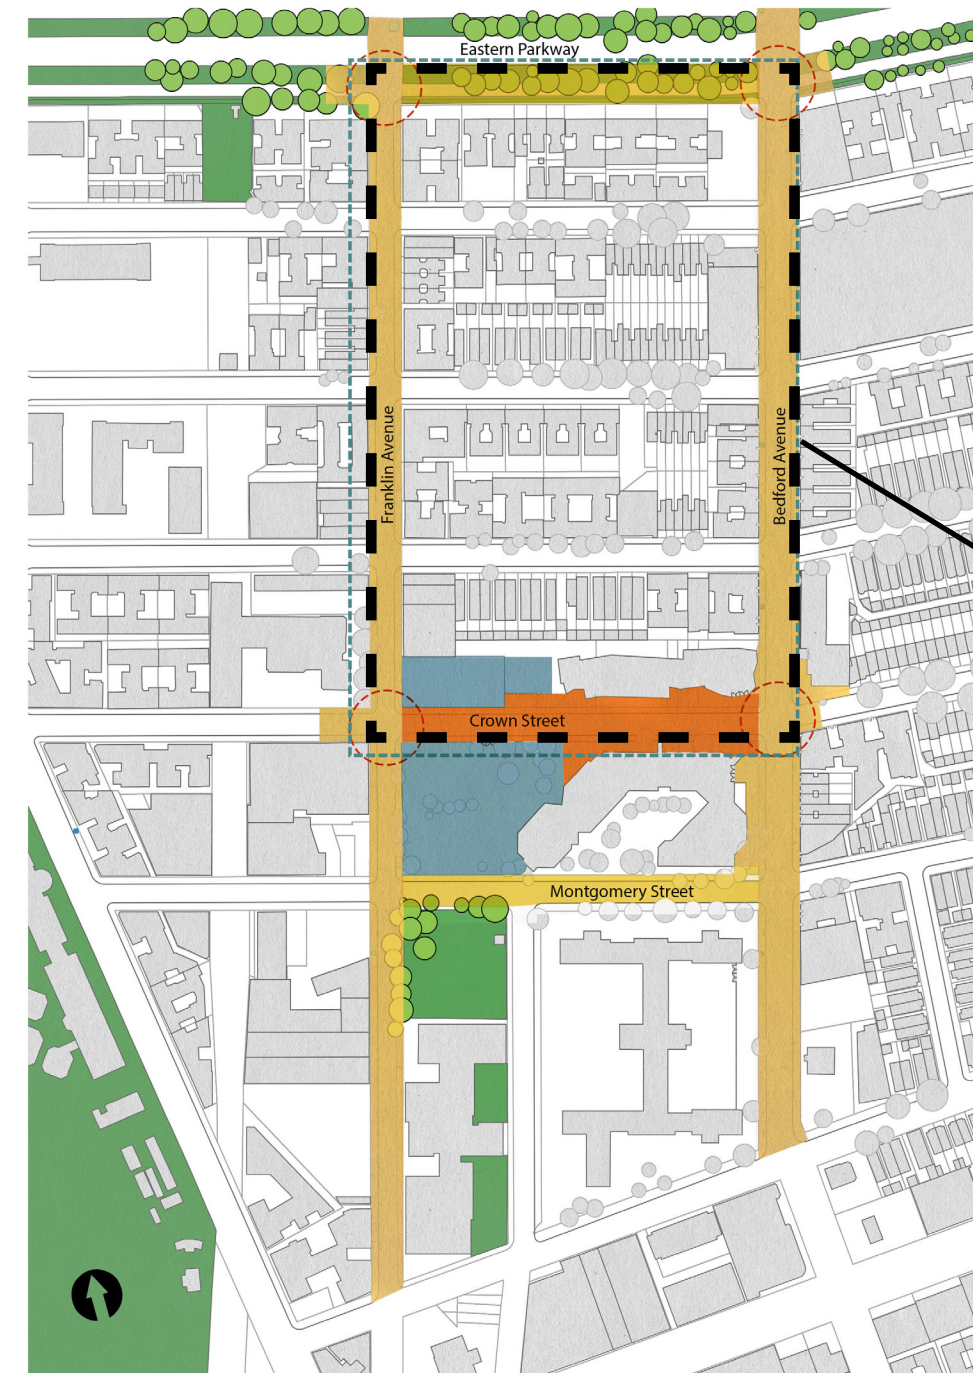 Eastern Parkway
Franklin Avenue
Bedford Avenue
Crown Street
Montgomery Street